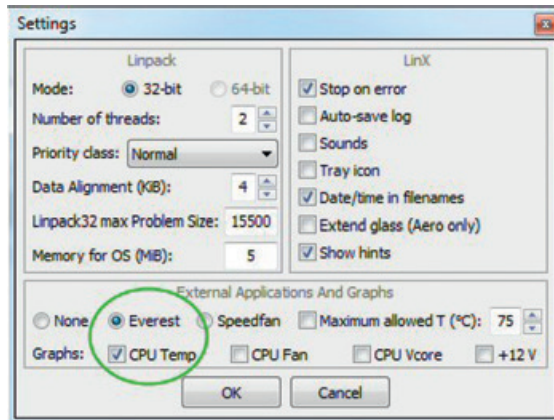 Settings
Linpack
Mode: 32-bit 64-bit
Number of threads: 2
Priority class: Normal
Data Alignment (KiB): 4
Linpack32 max Problem Size: 15500
Memory for OS (MiB): 5
LinX
Stop on error
Auto-save log
Sounds
Tray icon
Date/time in filenames
Extend glass (Aero only)
Show hints
External Applications And Graphs
None Everest Speedfan Maximum allowed T (°C): 75
Graphs: CPU Temp CPU Fan CPU Vcore +12 V
OK Cancel